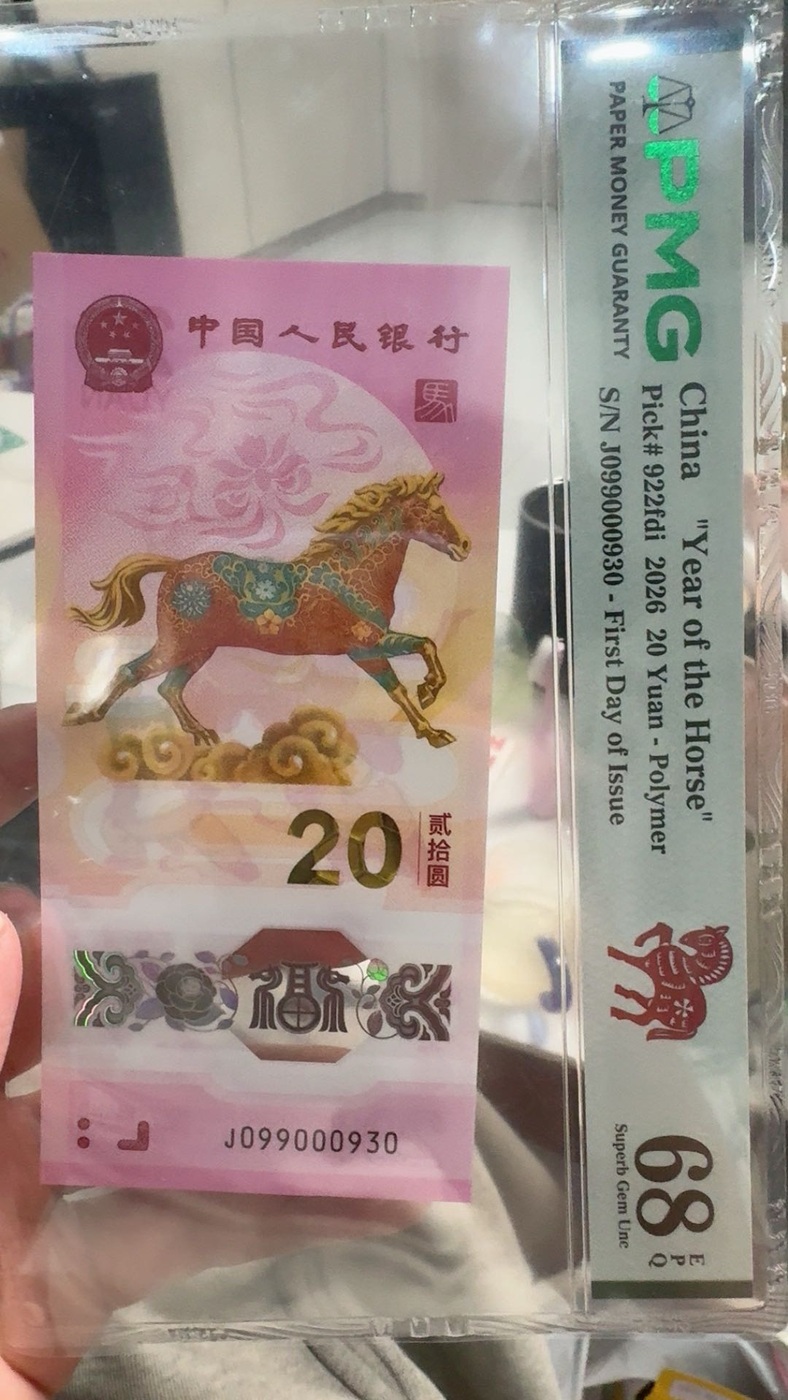 中国人民银行
馬
20
贰拾圆
福
J099000930
PMG
PAPER MONEY GUARANTY
China "Year of the Horse"
Pick# 922fdi 2026 20 Yuan - Polymer
S/N J099000930 - First Day of Issue
68 EPQ
Superb Gem Unc